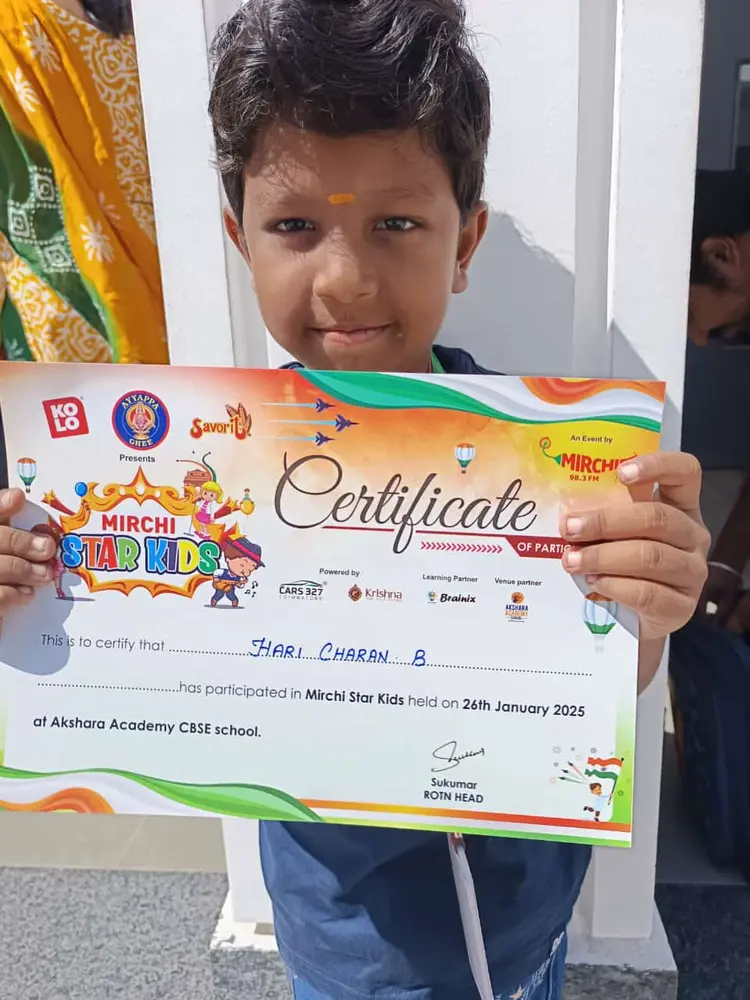 KOLO
AYYAPPA
GHEE
Savorit
Presents
MIRCHI
STAR KIDS
An Event by
MIRCHI
98.3 FM
Certificate
OF PARTIC
Powered by
CARS 327
COIMBATORE
Krishna
Learning Partner
Brainix
Venue partner
AKSHARA
ACADEMY
This is to certify that ........ HARI CHARAN B ........
........has participated in Mirchi Star Kids held on 26th January 2025
at Akshara Academy CBSE school.
Sukumar
ROTN HEAD